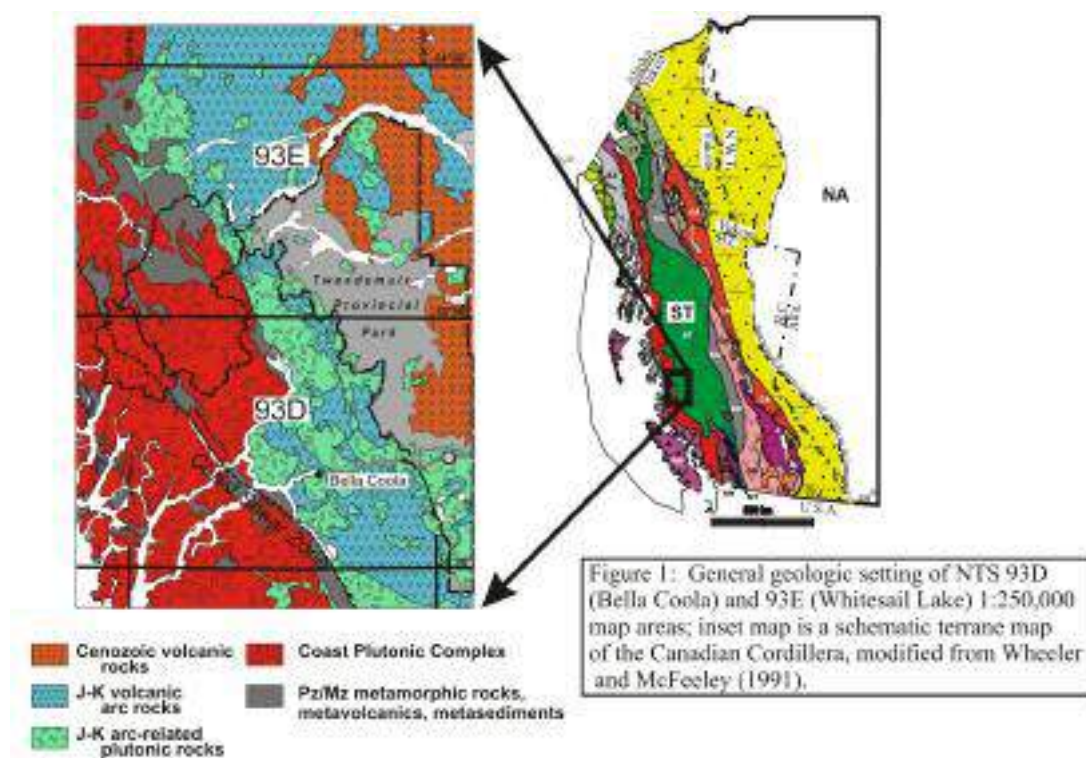 93E
Tweedsmuir
Provincial
Park
93D
Bella Coola
NA
ST
U.S.A.
Figure 1: General geologic setting of NTS 93D
(Bella Coola) and 93E (Whitesail Lake) 1:250,000
map areas; inset map is a schematic terrane map
of the Canadian Cordillera, modified from Wheeler
and McFeeley (1991).
Cenozoic volcanic
rocks
J-K volcanic
arc rocks
J-K arc-related
plutonic rocks
Coast Plutonic Complex
Pz/Mz metamorphic rocks,
metavolcanics, metasediments